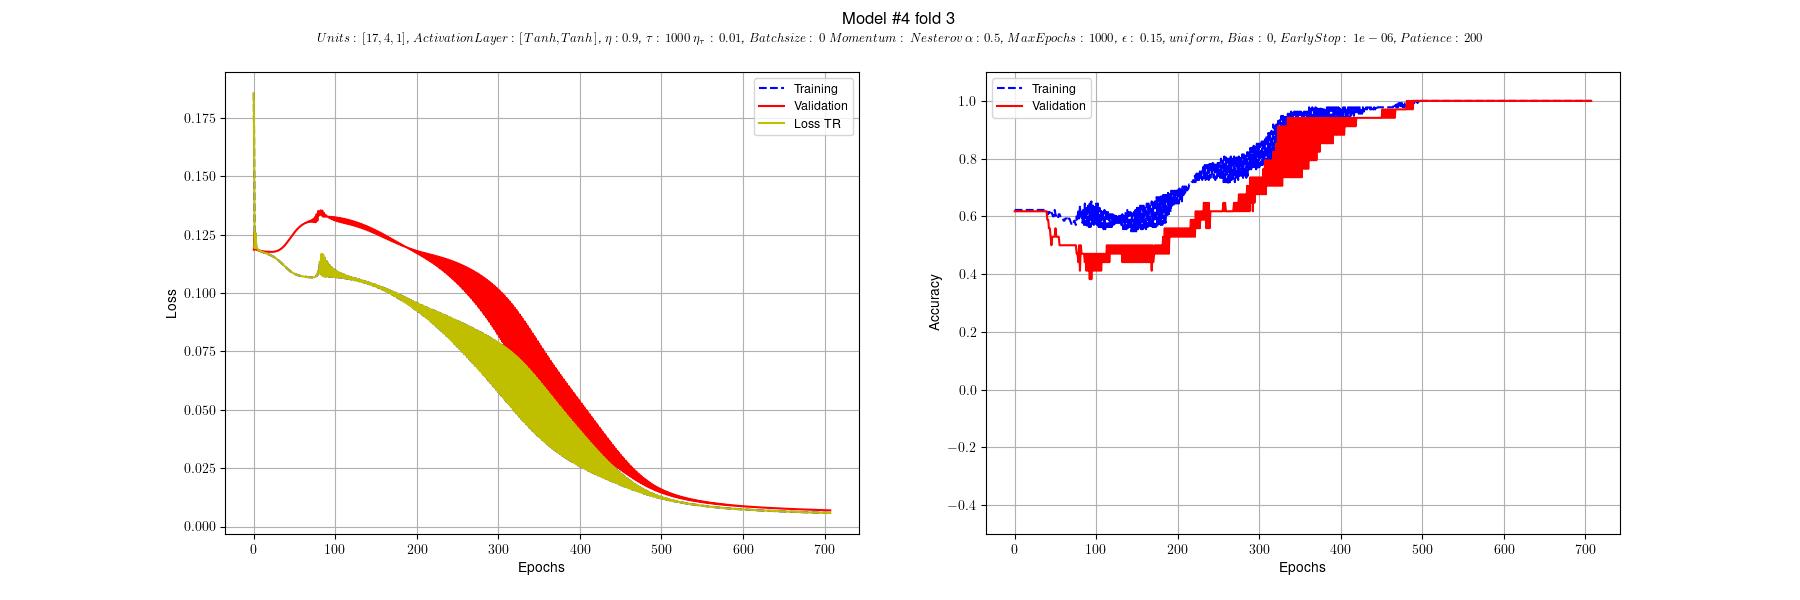 Model #4 fold 3
Units : [17, 4, 1], ActivationLayer : [Tanh, Tanh], η : 0.9, τ : 1000 η_τ : 0.01, Batchsize : 0 Momentum : Nesterov α : 0.5, MaxEpochs : 1000, ϵ : 0.15, uniform, Bias : 0, EarlyStop : 1e − 06, Patience : 200
Training
Validation
Loss TR
0.175
0.150
0.125
0.100
0.075
0.050
0.025
0.000
Loss
0 100 200 300 400 500 600 700
Epochs
Training
Validation
1.0
0.8
0.6
0.4
0.2
0.0
−0.2
−0.4
Accuracy
0 100 200 300 400 500 600 700
Epochs